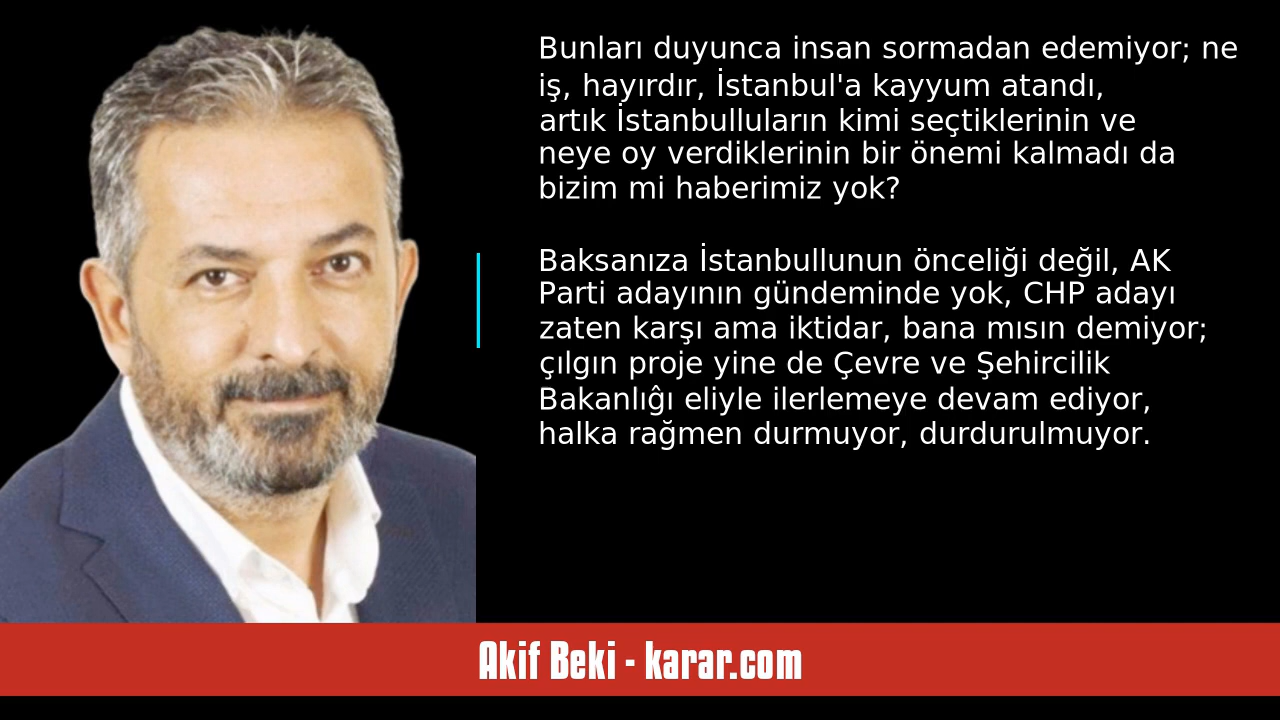 Bunları duyunca insan sormadan edemiyor; ne
iş, hayırdır, İstanbul'a kayyum atandı,
artık İstanbulluların kimi seçtiklerinin ve
neye oy verdiklerinin bir önemi kalmadı da
bizim mi haberimiz yok?
Baksanıza İstanbullunun önceliği değil, AK
Parti adayının gündeminde yok, CHP adayı
zaten karşı ama iktidar, bana mısın demiyor;
çılgın proje yine de Çevre ve Şehircilik
Bakanlıĝı eliyle ilerlemeye devam ediyor,
halka rağmen durmuyor, durdurulmuyor.
Akif Beki - karar.com